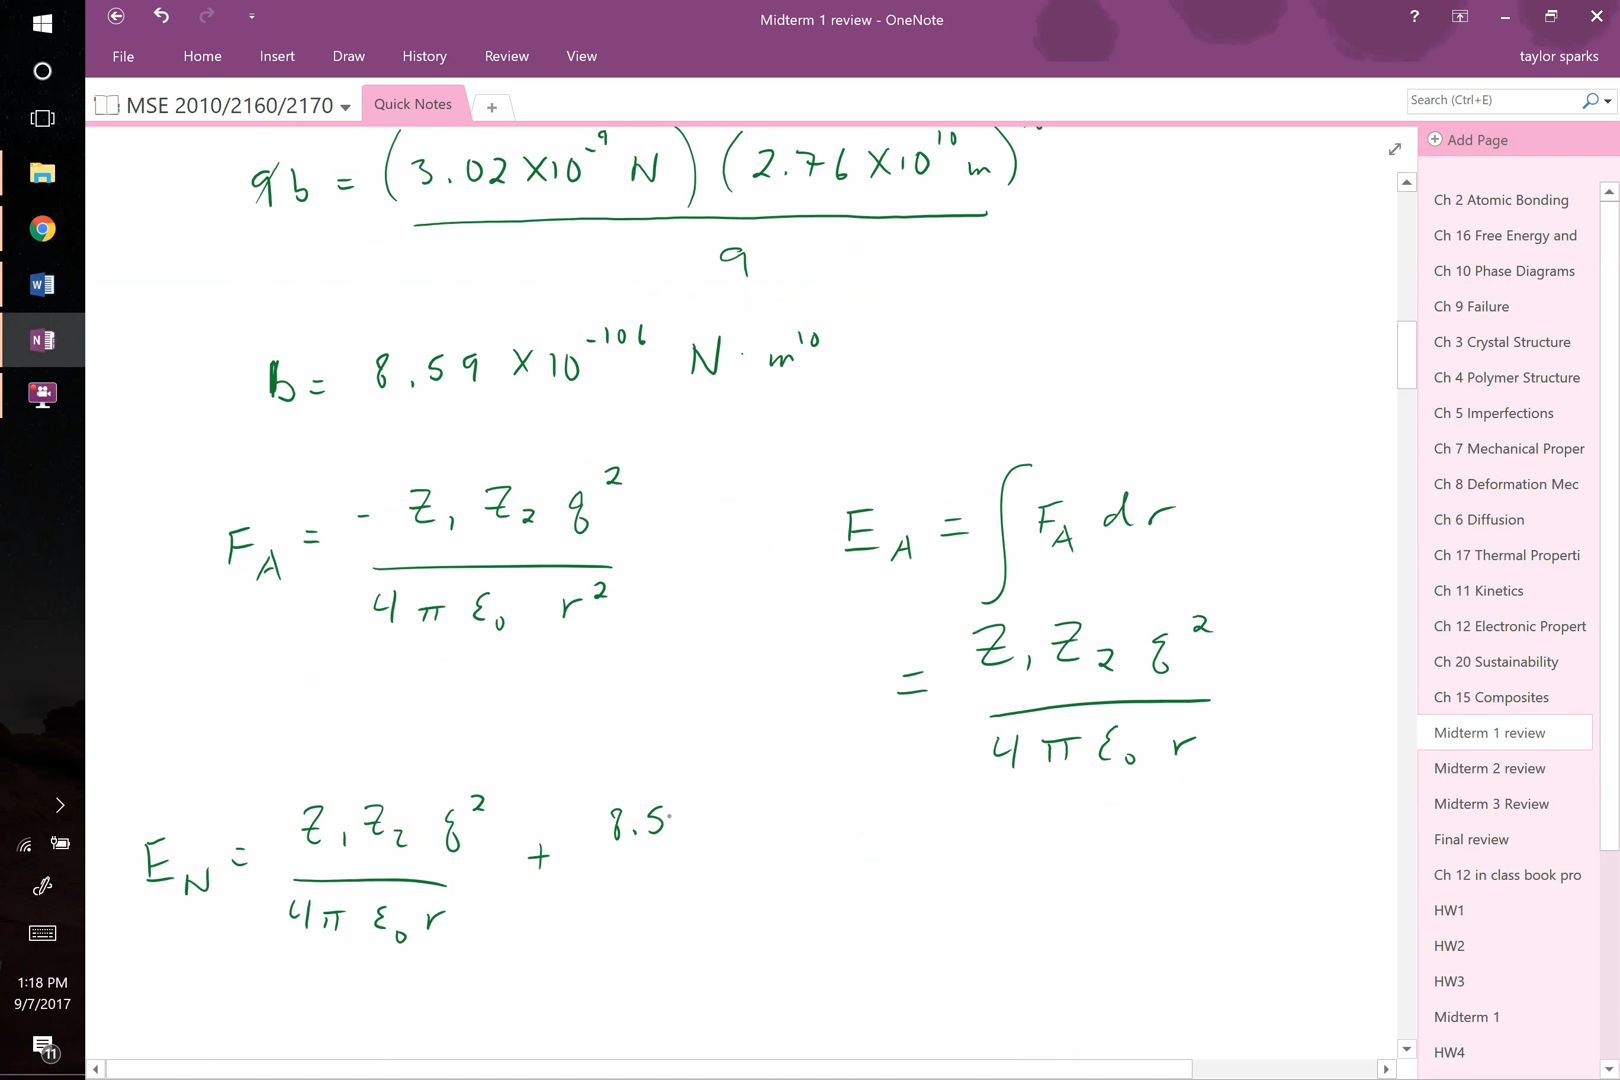 Midterm 1 review - OneNote
?
File Home Insert Draw History Review View
taylor sparks
MSE 2010/2160/2170
Quick Notes
+
Search (Ctrl+E)
Add Page
Ch 2 Atomic Bonding
Ch 16 Free Energy and
Ch 10 Phase Diagrams
Ch 9 Failure
Ch 3 Crystal Structure
Ch 4 Polymer Structure
Ch 5 Imperfections
Ch 7 Mechanical Proper
Ch 8 Deformation Mec
Ch 6 Diffusion
Ch 17 Thermal Properti
Ch 11 Kinetics
Ch 12 Electronic Propert
Ch 20 Sustainability
Ch 15 Composites
Midterm 1 review
Midterm 2 review
Midterm 3 Review
Final review
Ch 12 in class book pro
HW1
HW2
HW3
Midterm 1
HW4
9b = (3.02 X10^-9 N) (2.76 X10^10 m)
9
b = 8.59 X10^-106 N · m^10
F_A = - Z_1 Z_2 q^2
4 π ε_0 r^2
E_A = ∫ F_A dr
= Z_1 Z_2 q^2
4 π ε_0 r
E_N = Z_1 Z_2 q^2 + 8.5
4π ε_0 r
1:18 PM
9/7/2017
11